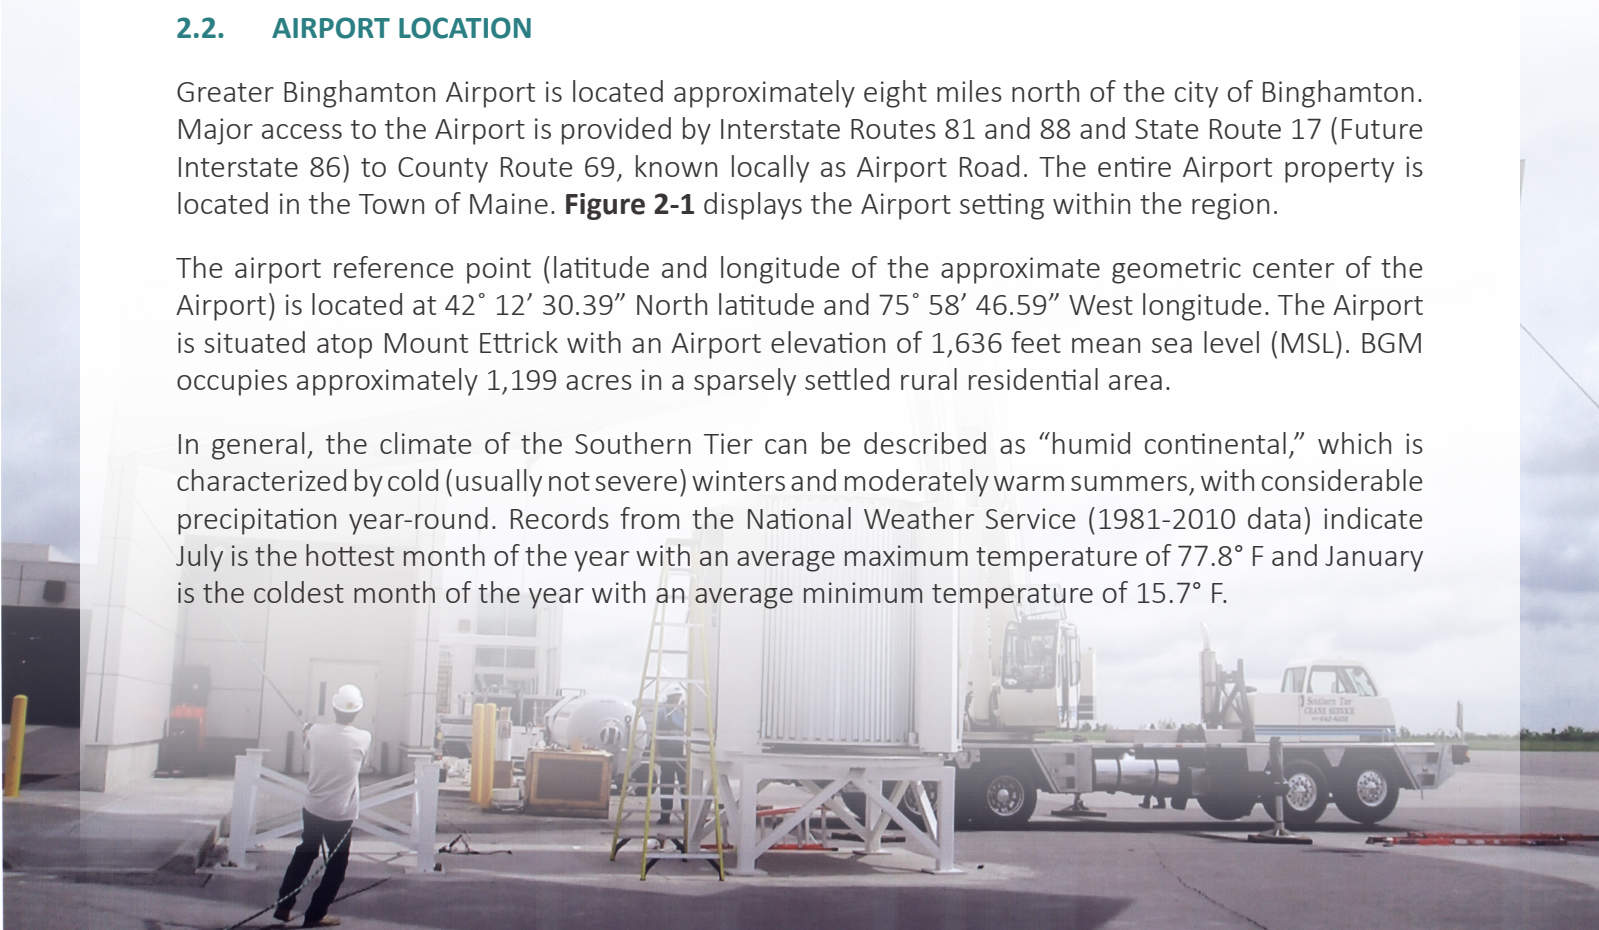 2.2. AIRPORT LOCATION
Greater Binghamton Airport is located approximately eight miles north of the city of Binghamton.
Major access to the Airport is provided by Interstate Routes 81 and 88 and State Route 17 (Future
Interstate 86) to County Route 69, known locally as Airport Road. The entire Airport property is
located in the Town of Maine. Figure 2-1 displays the Airport setting within the region.
The airport reference point (latitude and longitude of the approximate geometric center of the
Airport) is located at 42˚ 12’ 30.39” North latitude and 75˚ 58’ 46.59” West longitude. The Airport
is situated atop Mount Ettrick with an Airport elevation of 1,636 feet mean sea level (MSL). BGM
occupies approximately 1,199 acres in a sparsely settled rural residential area.
In general, the climate of the Southern Tier can be described as “humid continental,” which is
characterized by cold (usually not severe) winters and moderately warm summers, with considerable
precipitation year-round. Records from the National Weather Service (1981-2010 data) indicate
July is the hottest month of the year with an average maximum temperature of 77.8° F and January
is the coldest month of the year with an average minimum temperature of 15.7° F.
Southern Tier
CRANE SERVICE